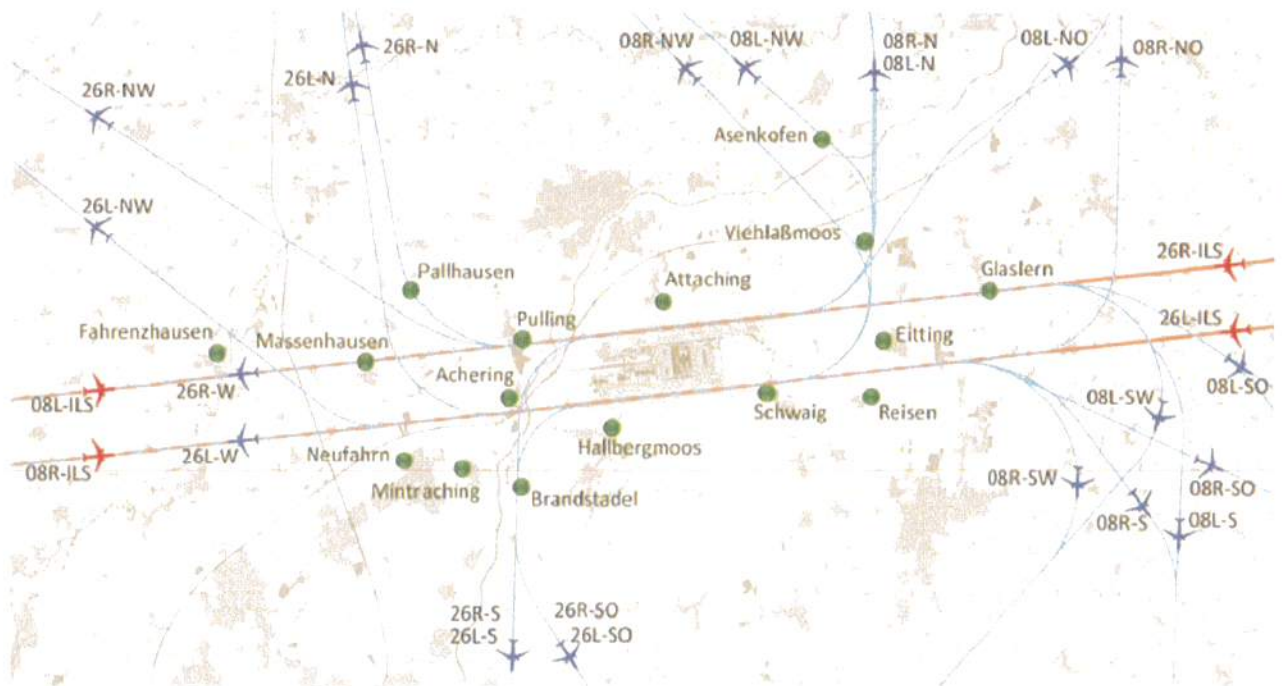 26R-N
26L-N
08R-NW
08L-NW
08R-N
08L-N
08L-NO
08R-NO
26R-NW
Asenkofen
26L-NW
Viehlaßmoos
26R-ILS
Pallhausen
Attaching
Glaslern
26L-ILS
Fahrenzhausen
Massenhausen
Pulling
Eitting
26R-W
Achering
08L-SO
08L-ILS
08L-SW
Schwaig
Reisen
26L-W
Neufahrn
Hallbergmoos
08R-ILS
08R-SW
08R-SO
Mintraching
Brandstadel
08R-S
08L-S
26R-S
26L-S
26R-SO
26L-SO